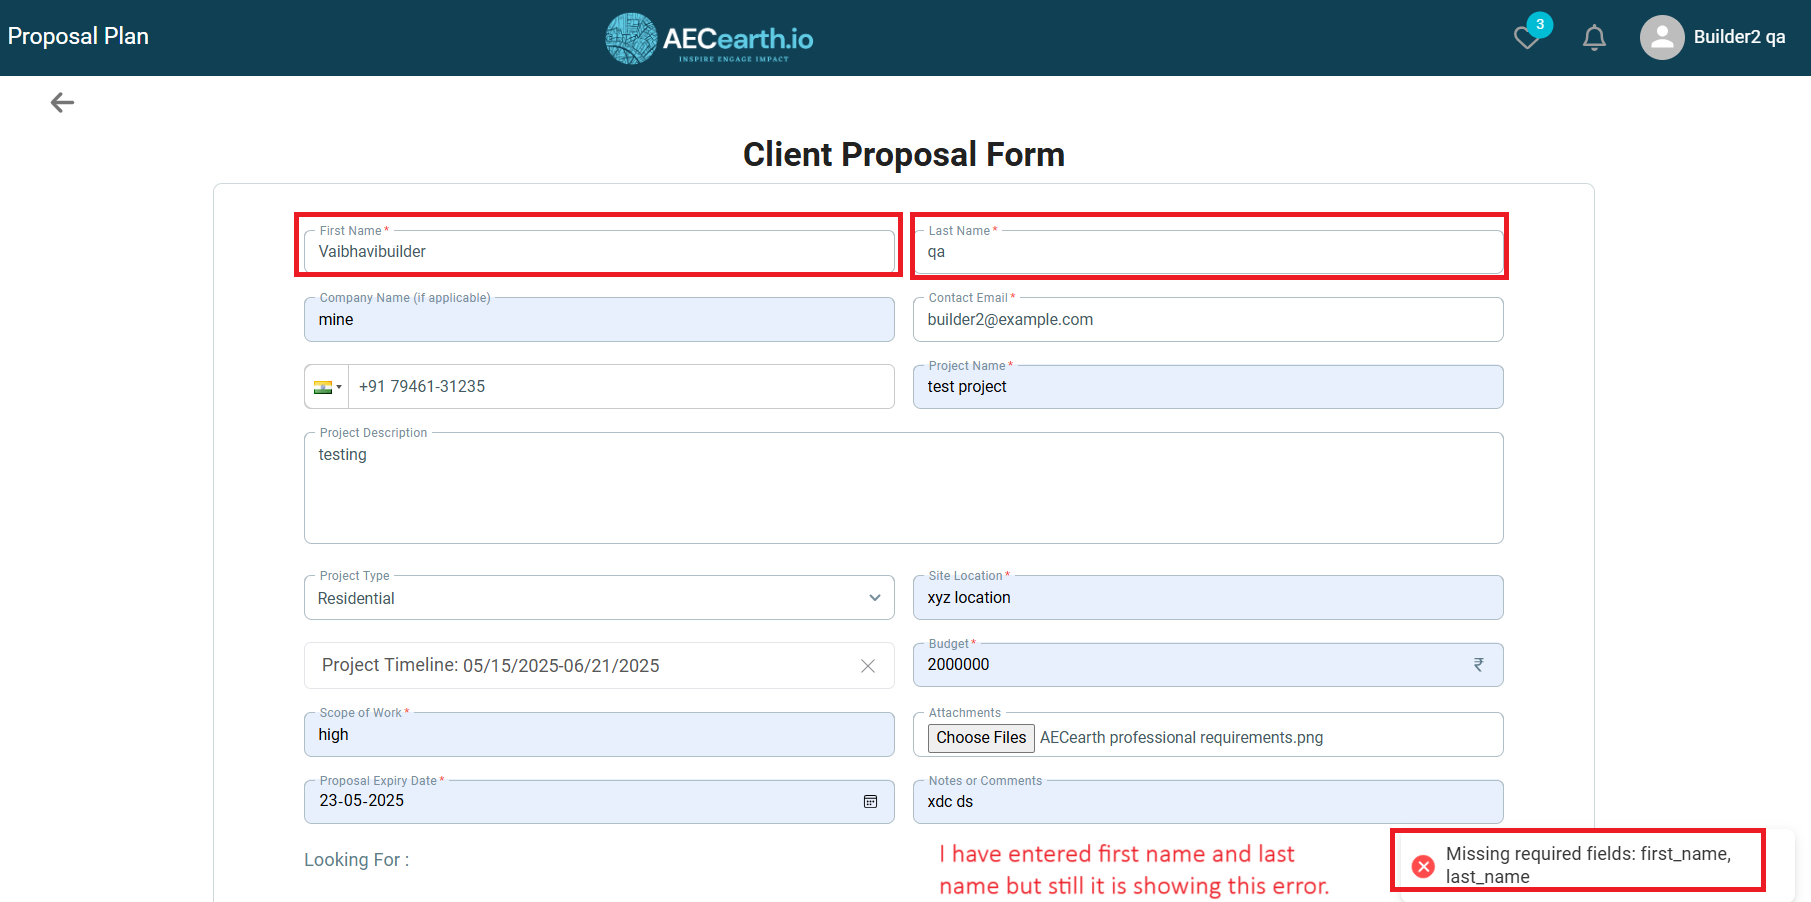 Proposal Plan
AECearth.io
INSPIRE ENGAGE IMPACT
3
Builder2 qa
Client Proposal Form
First Name *
Vaibhavibuilder
Last Name *
qa
Company Name (if applicable)
mine
Contact Email *
builder2@example.com
+91 79461-31235
Project Name *
test project
Project Description
testing
Project Type
Residential
Site Location *
xyz location
Project Timeline: 05/15/2025-06/21/2025
Budget *
2000000
₹
Scope of Work *
high
Attachments
Choose Files AECearth professional requirements.png
Proposal Expiry Date *
23-05-2025
Notes or Comments
xdc ds
Looking For :
I have entered first name and last
name but still it is showing this error.
Missing required fields: first_name,
last_name